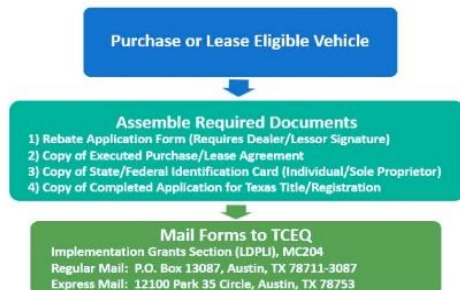 Purchase or Lease Eligible Vehicle
Assemble Required Documents
1) Rebate Application Form (Requires Dealer/Lessor Signature)
2) Copy of Executed Purchase/Lease Agreement
3) Copy of State/Federal Identification Card (Individual/Sole Proprietor)
4) Copy of Completed Application for Texas Title/Registration
Mail Forms to TCEQ
Implementation Grants Section (LDPLI), MC204
Regular Mail: P.O. Box 13087, Austin, TX 78711-3087
Express Mail: 12100 Park 35 Circle, Austin, TX 78753